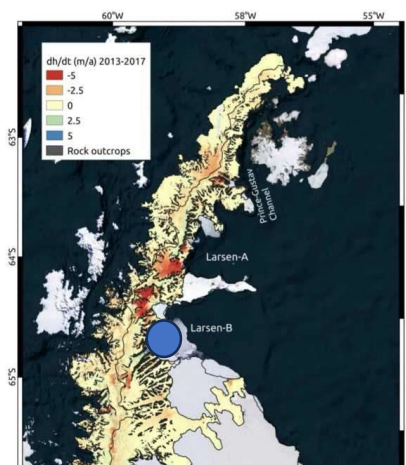 60°W
58°W
55°W
dh/dt (m/a) 2013-2017
-5
-2.5
0
2.5
5
Rock outcrops
63°S
Prince-Gustav
Channel
64°S
Larsen-A
Larsen-B
65°S